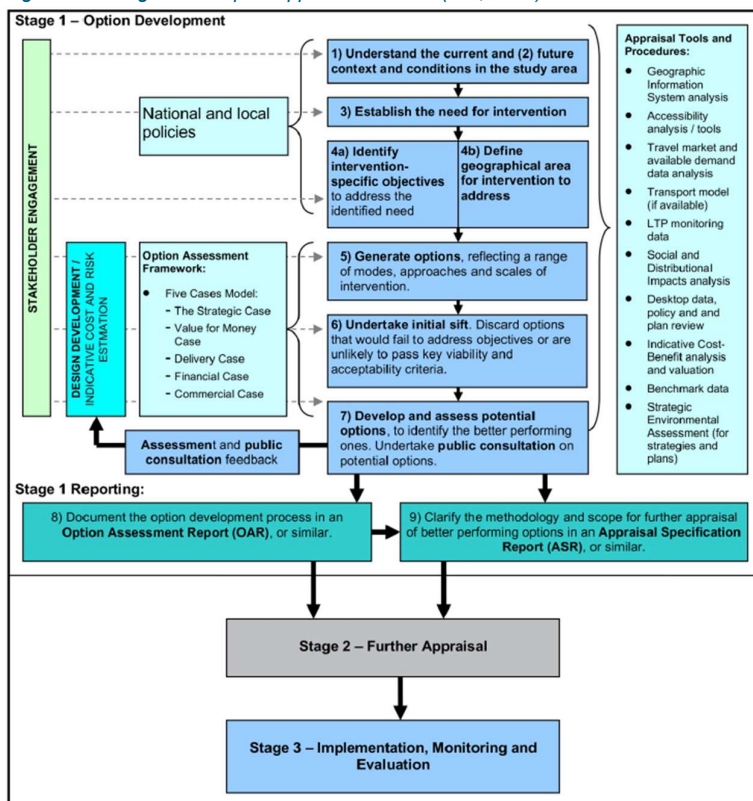 Stage 1 – Option Development
STAKEHOLDER ENGAGEMENT
National and local
policies
1) Understand the current and (2) future
context and conditions in the study area
3) Establish the need for intervention
4a) Identify
intervention-
specific objectives
to address the
identified need
4b) Define
geographical area
for intervention to
address
DESIGN DEVELOPMENT /
INDICATIVE COST AND RISK
ESTMATION
Option Assessment
Framework:
• Five Cases Model:
- The Strategic Case
- Value for Money
Case
- Delivery Case
- Financial Case
- Commercial Case
5) Generate options, reflecting a range
of modes, approaches and scales of
intervention.
6) Undertake initial sift. Discard options
that would fail to address objectives or are
unlikely to pass key viability and
acceptability criteria.
7) Develop and assess potential
options, to identify the better performing
ones. Undertake public consultation on
potential options.
Assessment and public
consultation feedback
Appraisal Tools and
Procedures:
• Geographic
Information
System analysis
• Accessibility
analysis / tools
• Travel market and
available demand
data analysis
• Transport model
(if available)
• LTP monitoring
data
• Social and
Distributional
Impacts analysis
• Desktop data,
policy and and
plan review
• Indicative Cost-
Benefit analysis
and valuation
• Benchmark data
• Strategic
Environmental
Assessment (for
strategies and
plans)
Stage 1 Reporting:
8) Document the option development process in an
Option Assessment Report (OAR), or similar.
9) Clarify the methodology and scope for further appraisal
of better performing options in an Appraisal Specification
Report (ASR), or similar.
Stage 2 – Further Appraisal
Stage 3 – Implementation, Monitoring and
Evaluation